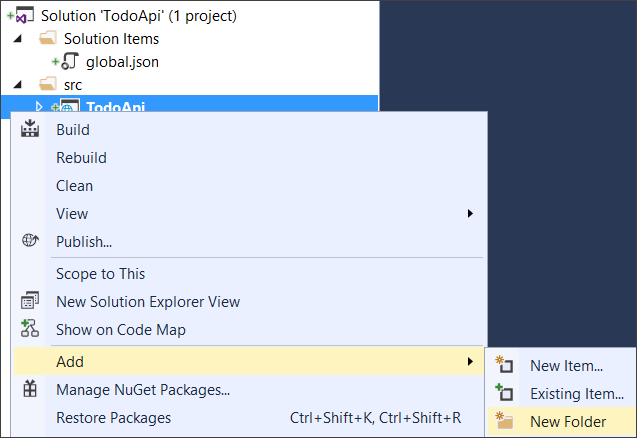 Solution 'TodoApi' (1 project)
Solution Items
global.json
src
TodoApi
Build
Rebuild
Clean
View
Publish...
Scope to This
New Solution Explorer View
Show on Code Map
Add
New Item...
Manage NuGet Packages...
Existing Item...
Restore Packages Ctrl+Shift+K, Ctrl+Shift+R
New Folder